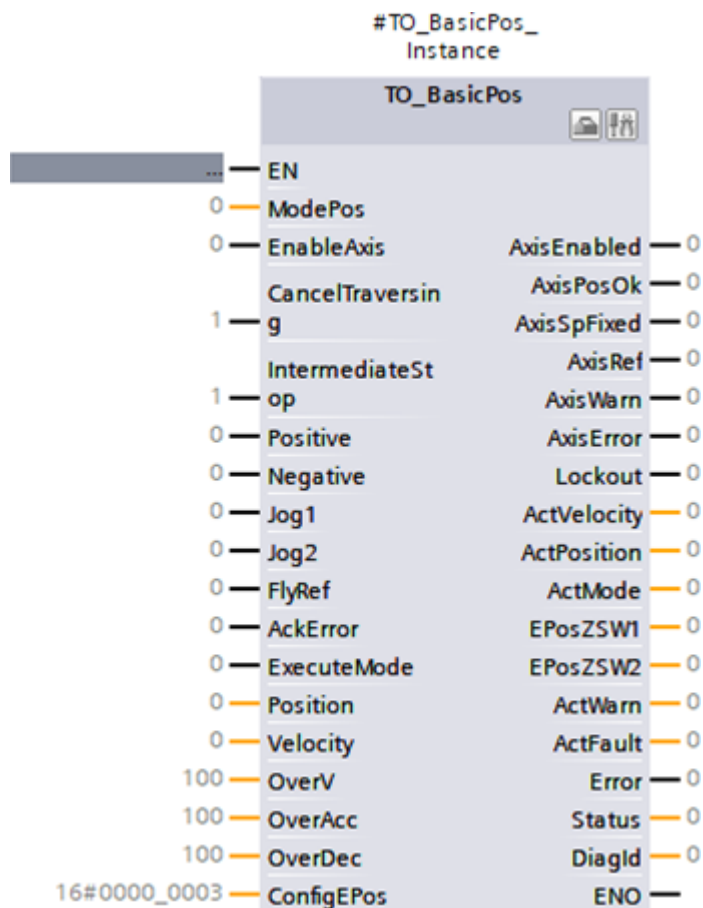 #TO_BasicPos_
Instance
TO_BasicPos
... EN
0 ModePos
0 EnableAxis AxisEnabled 0
CancelTraversin AxisPosOk 0
1 g AxisSpFixed 0
IntermediateSt AxisRef 0
1 op AxisWarn 0
0 Positive AxisError 0
0 Negative Lockout 0
0 Jog1 ActVelocity 0
0 Jog2 ActPosition 0
0 FlyRef ActMode 0
0 AckError EPosZSW1 0
0 ExecuteMode EPosZSW2 0
0 Position ActWarn 0
0 Velocity ActFault 0
100 OverV Error 0
100 OverAcc Status 0
100 OverDec DiagId 0
16#0000_0003 ConfigEPos ENO